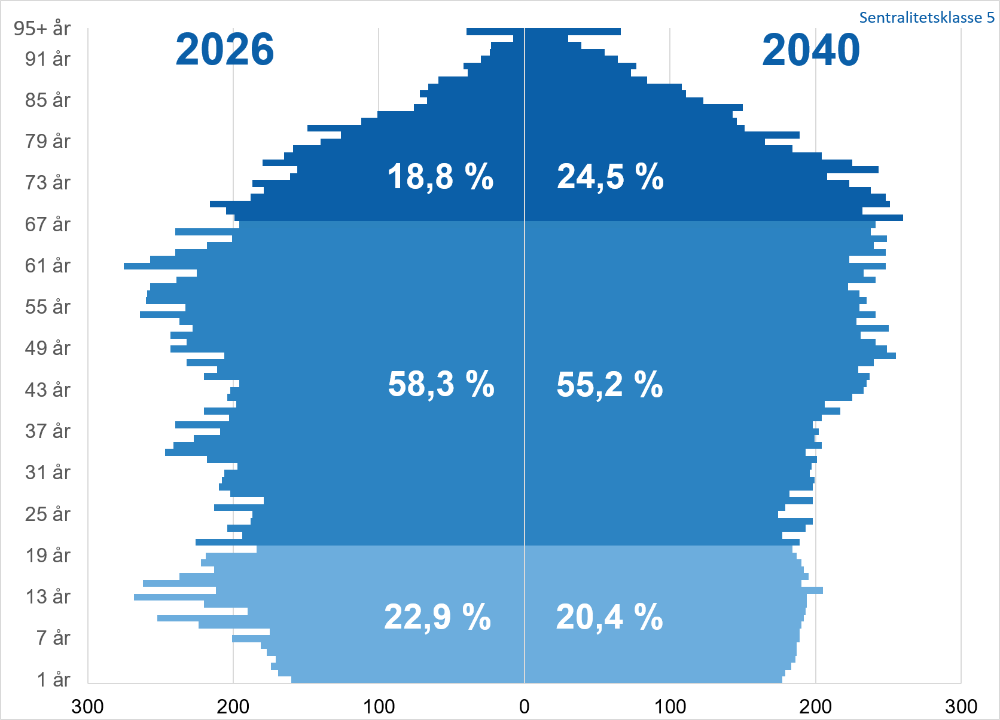 Sentralitetsklasse 5
95+ år
2026
2040
91 år
85 år
79 år
18,8 %
24,5 %
73 år
67 år
61 år
55 år
49 år
58,3 %
55,2 %
43 år
37 år
31 år
25 år
19 år
13 år
22,9 %
20,4 %
7 år
1 år
300
200
100
0
100
200
300